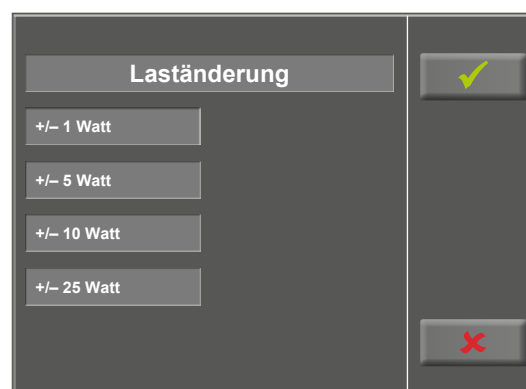 Laständerung
+/– 1 Watt
+/– 5 Watt
+/– 10 Watt
+/– 25 Watt